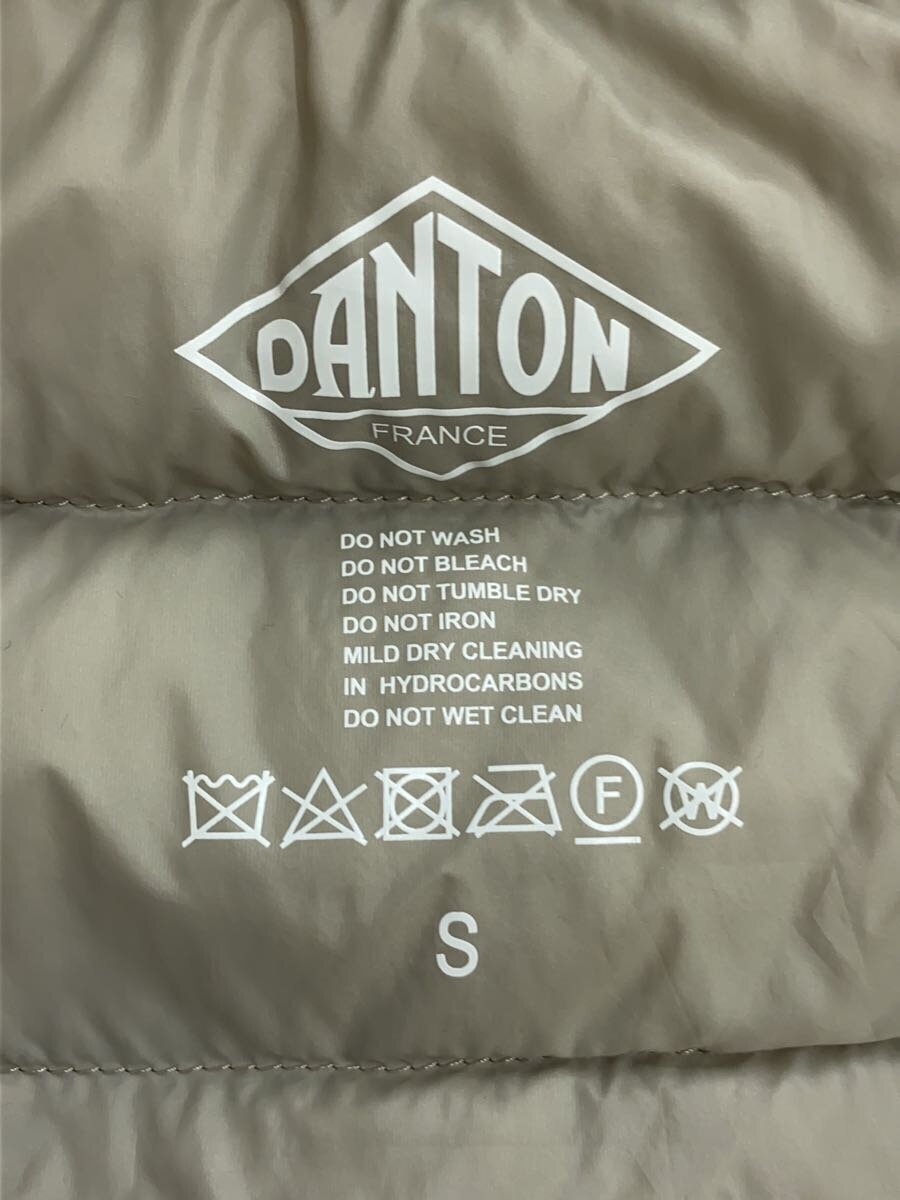 DANTON
FRANCE
DO NOT WASH
DO NOT BLEACH
DO NOT TUMBLE DRY
DO NOT IRON
MILD DRY CLEANING
IN HYDROCARBONS
DO NOT WET CLEAN
F W
S